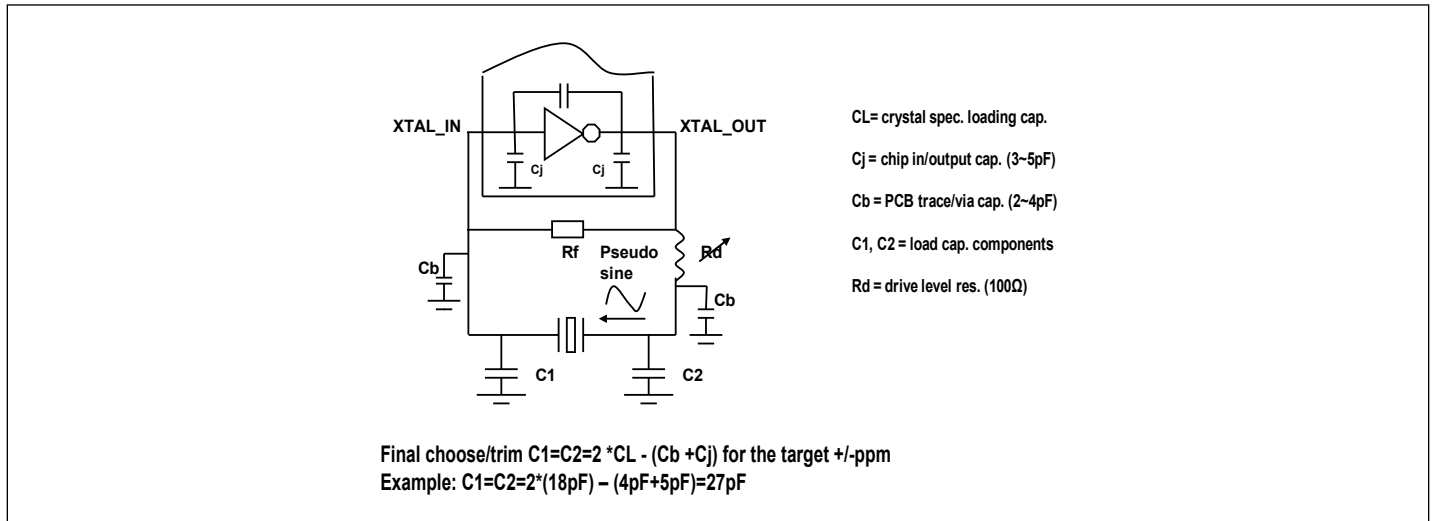 XTAL_IN
XTAL_OUT
Cj
Cj
Rf
Pseudo
sine
Rd
Cb
Cb
C1
C2
CL= crystal spec. loading cap.
Cj = chip in/output cap. (3~5pF)
Cb = PCB trace/via cap. (2~4pF)
C1, C2 = load cap. components
Rd = drive level res. (100Ω)
Final choose/trim C1=C2=2 *CL - (Cb +Cj) for the target +/-ppm
Example: C1=C2=2*(18pF) – (4pF+5pF)=27pF